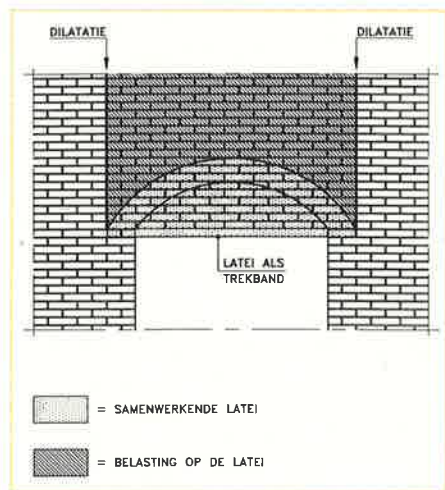 DILATATIE
DILATATIE
LATEI ALS
TREKBAND
= SAMENWERKENDE LATEI
= BELASTING OP DE LATEI